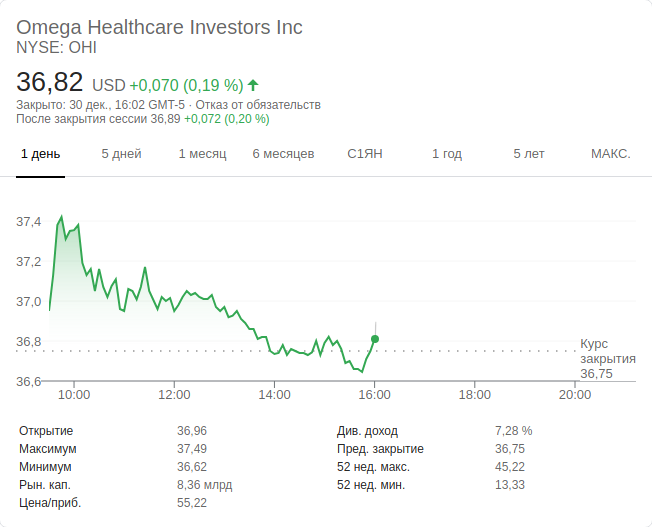 Omega Healthcare Investors Inc
NYSE: OHI
36,82 USD +0,070 (0,19 %)
Закрыто: 30 дек., 16:02 GMT-5 · Отказ от обязательств
После закрытия сессии 36,89 +0,072 (0,20 %)
1 день 5 дней 1 месяц 6 месяцев С1ЯН 1 год 5 лет МАКС.
37,4
37,2
37,0
36,8
Курс
закрытия
36,75
36,6
10:00 12:00 14:00 16:00 18:00 20:00
Открытие 36,96 Див. доход 7,28 %
Максимум 37,49 Пред. закрытие 36,75
Минимум 36,62 52 нед. макс. 45,22
Рын. кап. 8,36 млрд 52 нед. мин. 13,33
Цена/приб. 55,22